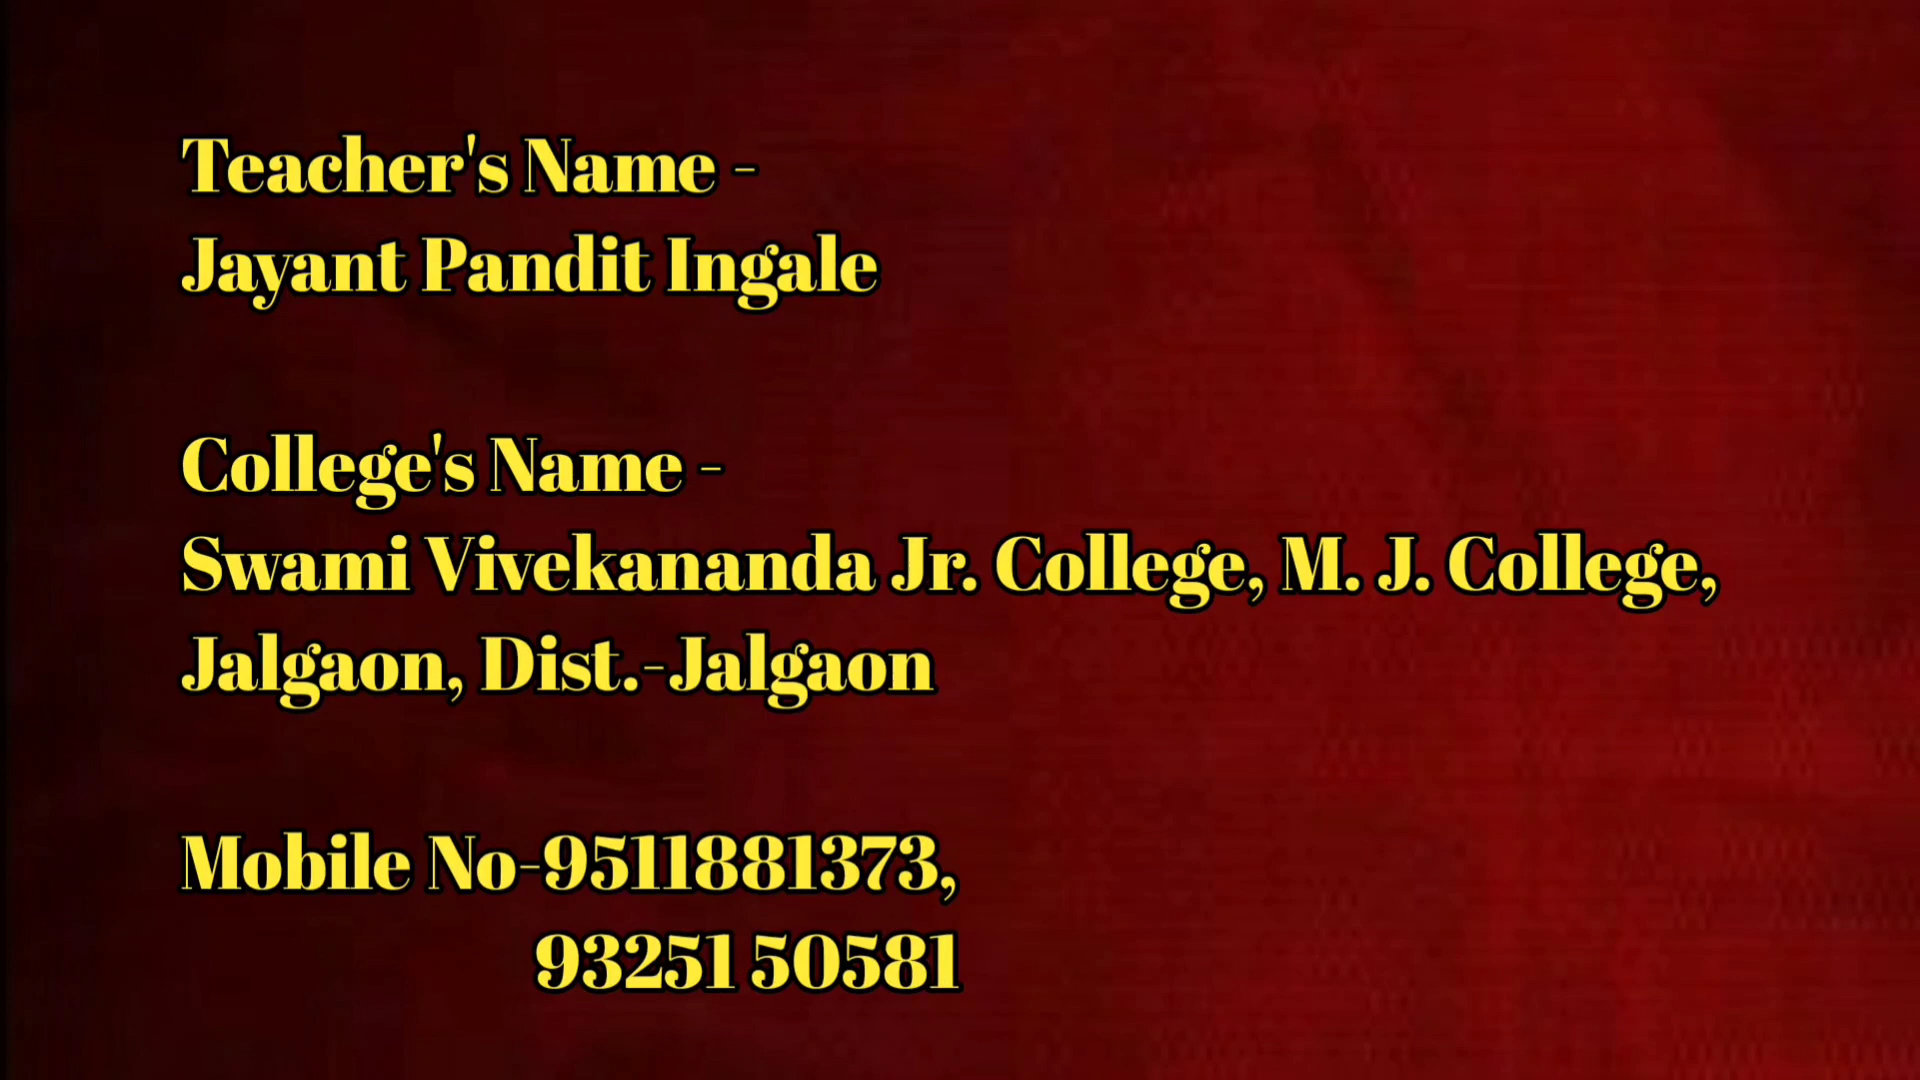 Teacher's Name -
Jayant Pandit Ingale
College's Name -
Swami Vivekananda Jr. College, M. J. College,
Jalgaon, Dist.-Jalgaon
Mobile No-9511881373,
93251 50581